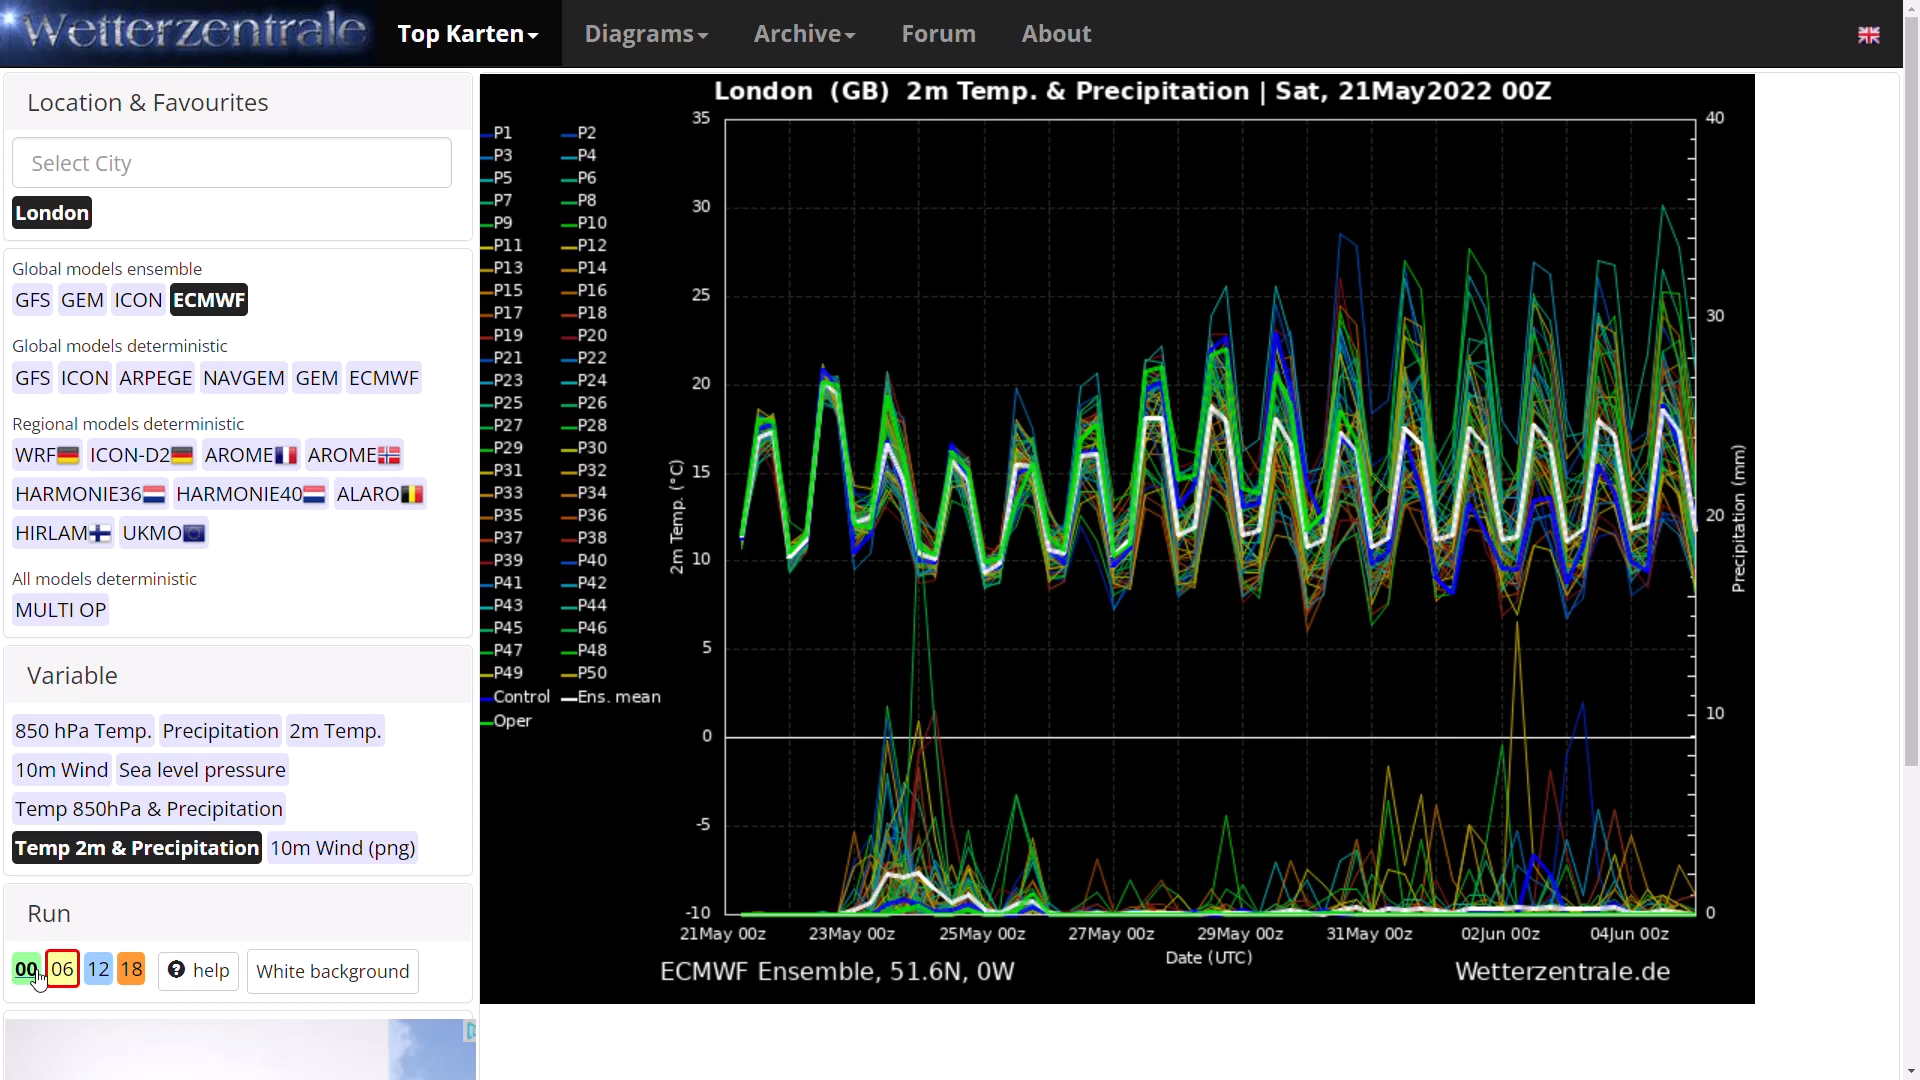 Wetterzentrale
Top Karten
Diagrams
Archive
Forum
About
Location & Favourites
Select City
London
Global models ensemble
GFS GEM ICON ECMWF
Global models deterministic
GFS ICON ARPEGE NAVGEM GEM ECMWF
Regional models deterministic
WRF ICON-D2 AROME AROME
HARMONIE36 HARMONIE40 ALARO
HIRLAM UKMO
All models deterministic
MULTI OP
Variable
850 hPa Temp. Precipitation 2m Temp.
10m Wind Sea level pressure
Temp 850hPa & Precipitation
Temp 2m & Precipitation 10m Wind (png)
Run
00 06 12 18 help White background
London (GB) 2m Temp. & Precipitation | Sat, 21May2022 00Z
P1 P2
P3 P4
P5 P6
P7 P8
P9 P10
P11 P12
P13 P14
P15 P16
P17 P18
P19 P20
P21 P22
P23 P24
P25 P26
P27 P28
P29 P30
P31 P32
P33 P34
P35 P36
P37 P38
P39 P40
P41 P42
P43 P44
P45 P46
P47 P48
P49 P50
Control Ens. mean
Oper
2m Temp. (°C)
35
30
25
20
15
10
5
0
-5
-10
40
30
20
10
0
Precipitation (mm)
21May 00z 23May 00z 25May 00z 27May 00z 29May 00z 31May 00z 02Jun 00z 04Jun 00z
Date (UTC)
ECMWF Ensemble, 51.6N, 0W
Wetterzentrale.de